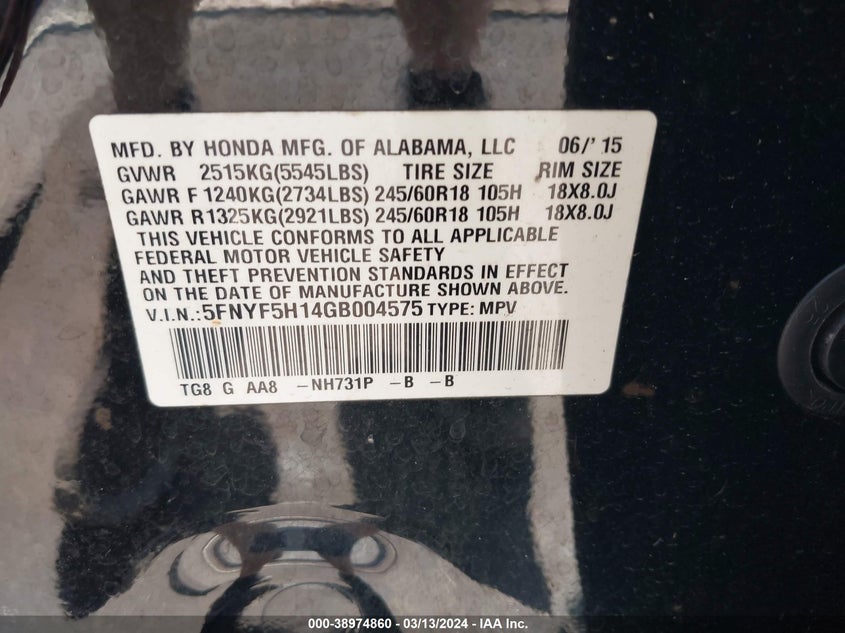 MFD. BY HONDA MFG. OF ALABAMA, LLC 06/'15
GVWR 2515KG(5545LBS) TIRE SIZE RIM SIZE
GAWR F 1240KG(2734LBS) 245/60R18 105H 18X8.0J
GAWR R1325KG(2921LBS) 245/60R18 105H 18X8.0J
THIS VEHICLE CONFORMS TO ALL APPLICABLE
FEDERAL MOTOR VEHICLE SAFETY
AND THEFT PREVENTION STANDARDS IN EFFECT
ON THE DATE OF MANUFACTURE SHOWN ABOVE.
V.I.N.:5FNYF5H14GB004575 TYPE: MPV
TG8 G AA8 -NH731P -B -B
000-38974860 - 03/13/2024 - IAA Inc.